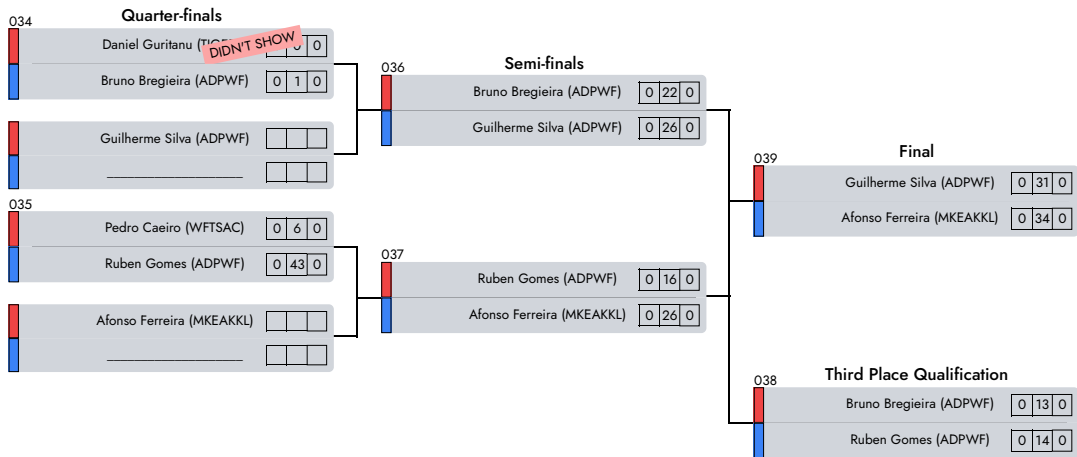 Quarter-finals
034
Daniel Guritanu 0
DIDN'T SHOW
Bruno Bregieira (ADPWF) 0 1 0
Guilherme Silva (ADPWF)
___________________
035
Pedro Caeiro (WFTSAC) 0 6 0
Ruben Gomes (ADPWF) 0 43 0
Afonso Ferreira (MKEAKKL)
___________________
Semi-finals
036
Bruno Bregieira (ADPWF) 0 22 0
Guilherme Silva (ADPWF) 0 26 0
037
Ruben Gomes (ADPWF) 0 16 0
Afonso Ferreira (MKEAKKL) 0 26 0
Final
039
Guilherme Silva (ADPWF) 0 31 0
Afonso Ferreira (MKEAKKL) 0 34 0
Third Place Qualification
038
Bruno Bregieira (ADPWF) 0 13 0
Ruben Gomes (ADPWF) 0 14 0